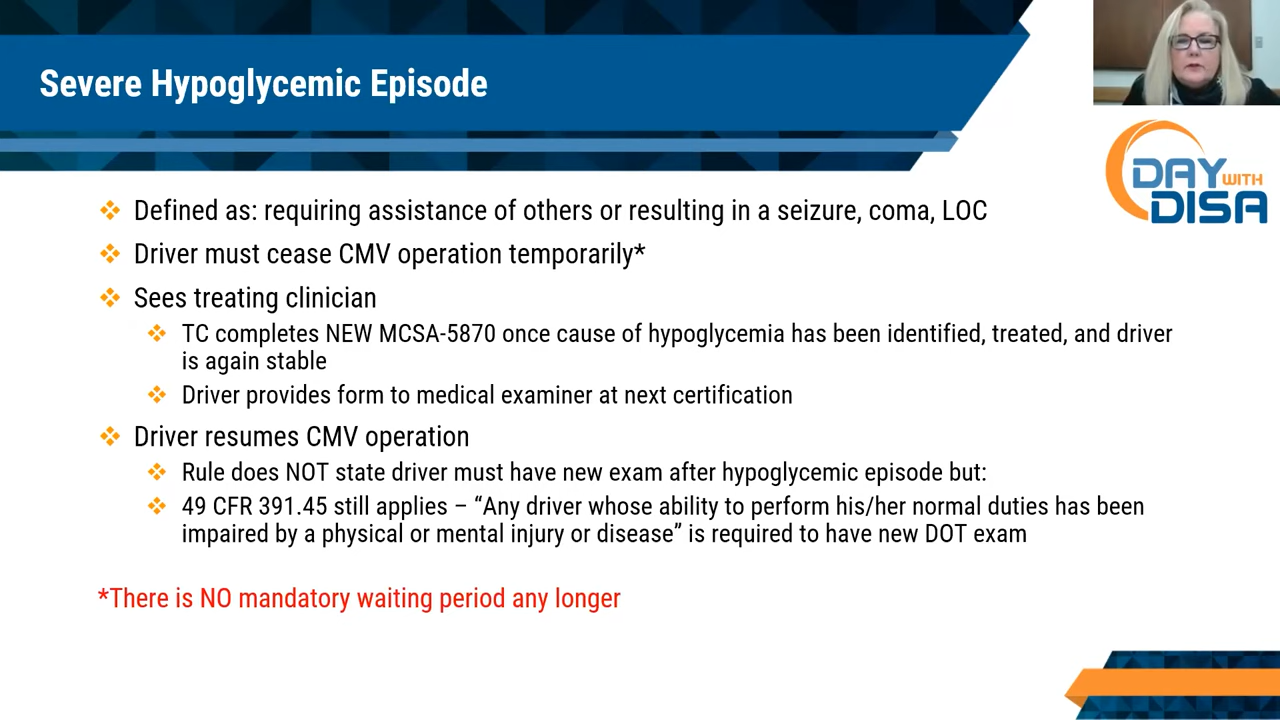 Severe Hypoglycemic Episode
DAY WITH
DISA
Defined as: requiring assistance of others or resulting in a seizure, coma, LOC
Driver must cease CMV operation temporarily*
Sees treating clinician
TC completes NEW MCSA-5870 once cause of hypoglycemia has been identified, treated, and driver
is again stable
Driver provides form to medical examiner at next certification
Driver resumes CMV operation
Rule does NOT state driver must have new exam after hypoglycemic episode but:
49 CFR 391.45 still applies – “Any driver whose ability to perform his/her normal duties has been
impaired by a physical or mental injury or disease” is required to have new DOT exam
*There is NO mandatory waiting period any longer